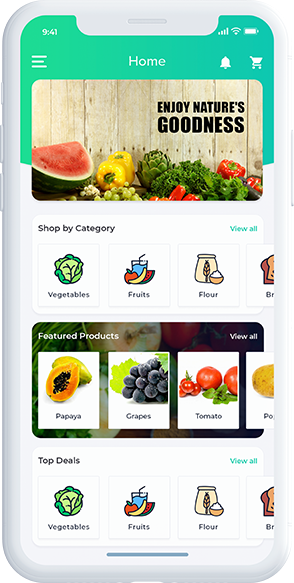 9:41
Home
ENJOY NATURE'S
GOODNESS
Shop by Category
View all
Vegetables
Fruits
Flour
Br
Featured Products
View all
Papaya
Grapes
Tomato
Po
Top Deals
View all
Vegetables
Fruits
Flour
Br